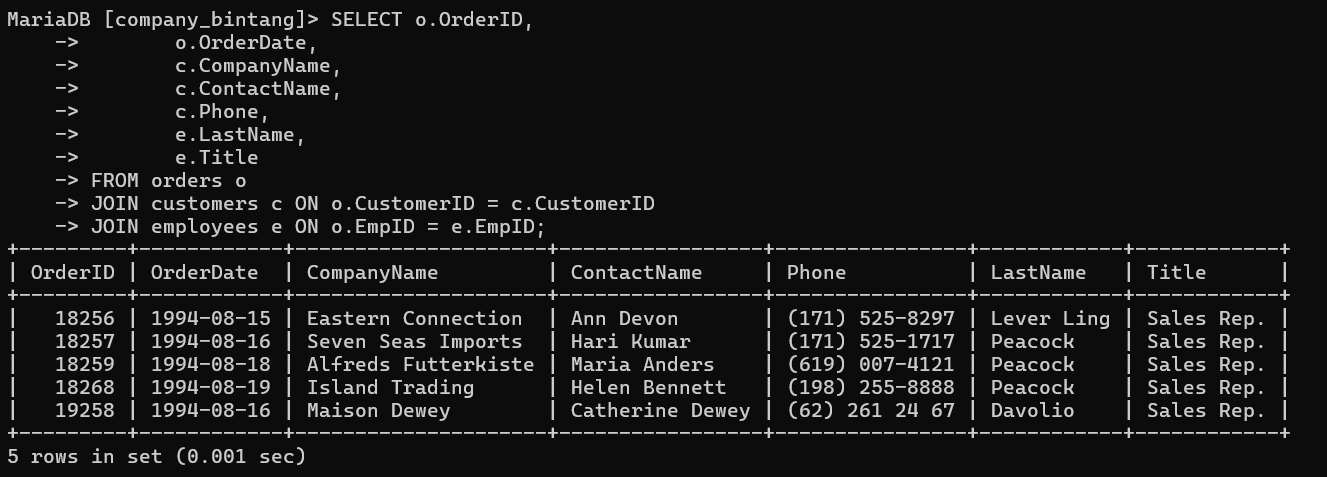 MariaDB [company_bintang]> SELECT o.OrderID,
    ->        o.OrderDate,
    ->        c.CompanyName,
    ->        c.ContactName,
    ->        c.Phone,
    ->        e.LastName,
    ->        e.Title
    -> FROM orders o
    -> JOIN customers c ON o.CustomerID = c.CustomerID
    -> JOIN employees e ON o.EmpID = e.EmpID;
+---------+------------+---------------------+-----------------+----------------+------------+------------+
| OrderID | OrderDate  | CompanyName         | ContactName     | Phone          | LastName   | Title      |
+---------+------------+---------------------+-----------------+----------------+------------+------------+
|   18256 | 1994-08-15 | Eastern Connection  | Ann Devon       | (171) 525-8297 | Lever Ling | Sales Rep. |
|   18257 | 1994-08-16 | Seven Seas Imports  | Hari Kumar      | (171) 525-1717 | Peacock    | Sales Rep. |
|   18259 | 1994-08-18 | Alfreds Futterkiste | Maria Anders    | (619) 007-4121 | Peacock    | Sales Rep. |
|   18268 | 1994-08-19 | Island Trading      | Helen Bennett   | (198) 255-8888 | Peacock    | Sales Rep. |
|   19258 | 1994-08-16 | Maison Dewey        | Catherine Dewey | (62) 261 24 67 | Davolio    | Sales Rep. |
+---------+------------+---------------------+-----------------+----------------+------------+------------+
5 rows in set (0.001 sec)